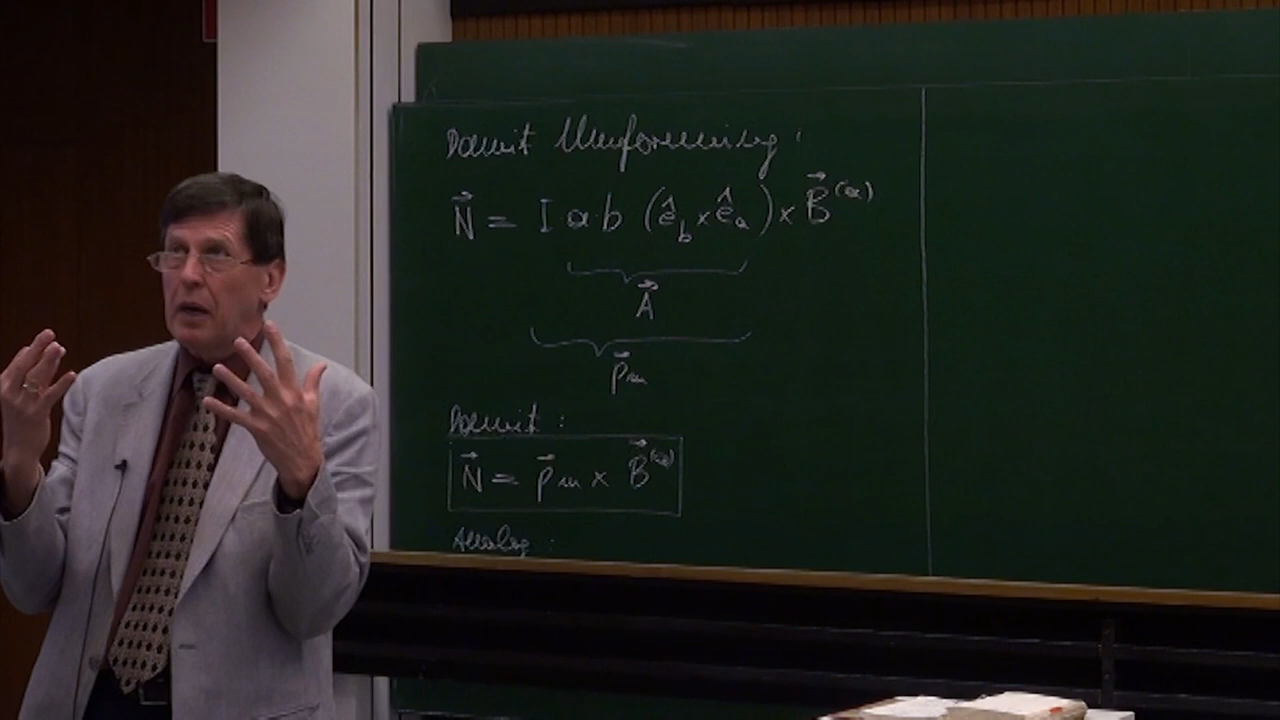 Damit Umformung:
N⃗ = I a·b (ê_b × ê_a) × B⃗^(a)
A⃗
p⃗_m
Damit:
N⃗ = p⃗_m × B⃗^(a)
Analog: